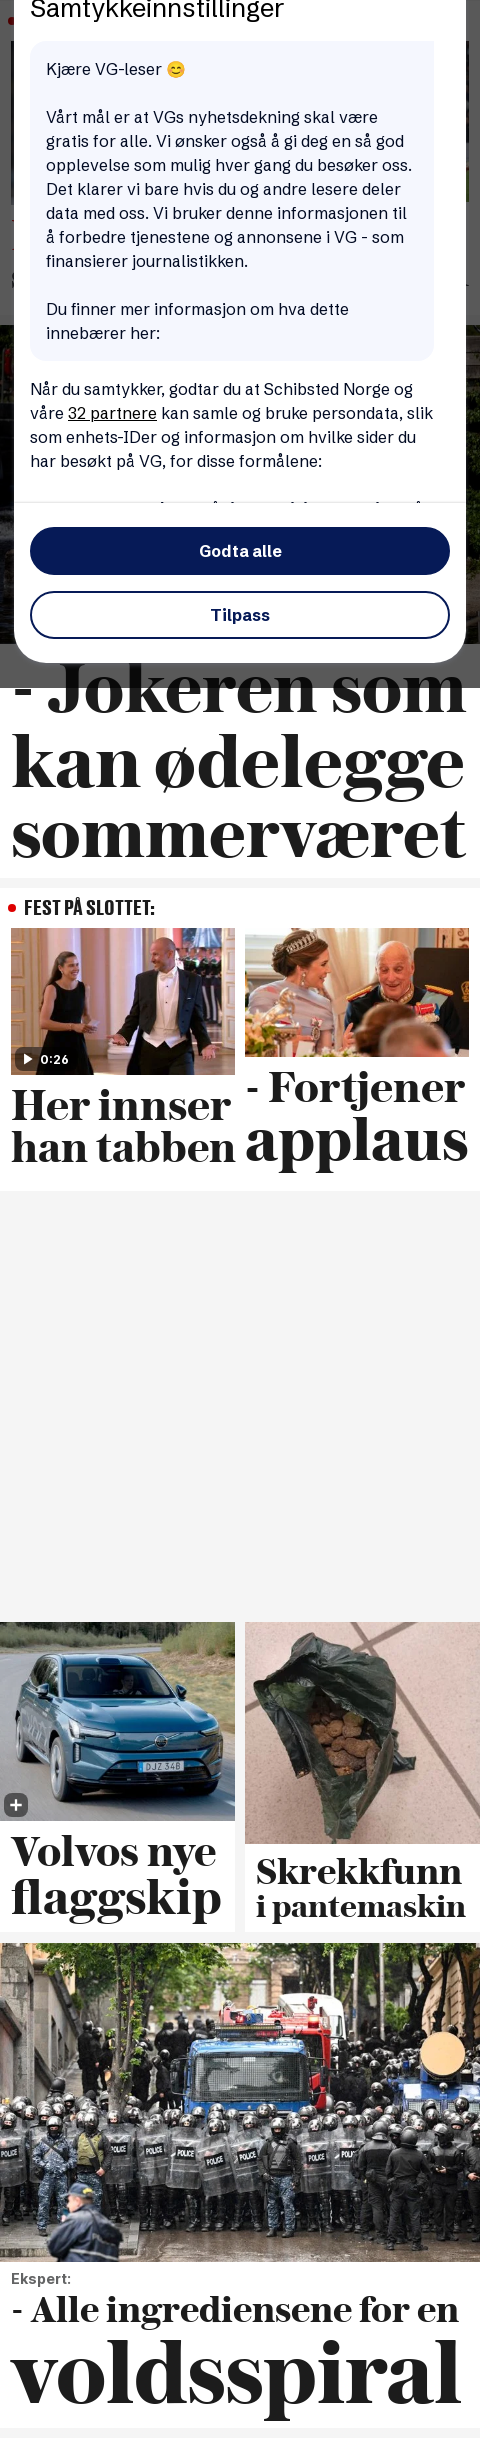 Samtykkeinnstillinger
Kjære VG-leser 😊
Vårt mål er at VGs nyhetsdekning skal være
gratis for alle. Vi ønsker også å gi deg en så god
opplevelse som mulig hver gang du besøker oss.
Det klarer vi bare hvis du og andre lesere deler
data med oss. Vi bruker denne informasjonen til
å forbedre tjenestene og annonsene i VG - som
finansierer journalistikken.
Du finner mer informasjon om hva dette
innebærer her:
Når du samtykker, godtar du at Schibsted Norge og
våre 32 partnere kan samle og bruke persondata, slik
som enhets-IDer og informasjon om hvilke sider du
har besøkt på VG, for disse formålene:
Godta alle
Tilpass
- Jokeren som
kan ødelegge
sommerværet
FEST PÅ SLOTTET:
0:26
Her innser
han tabben
- Fortjener
applaus
DJZ 34B
Volvos nye
flaggskip
Skrekkfunn
i pantemaskin
POLICE POLICE POLICE POLICE POLICE POLICE
Ekspert:
- Alle ingrediensene for en
voldsspiral